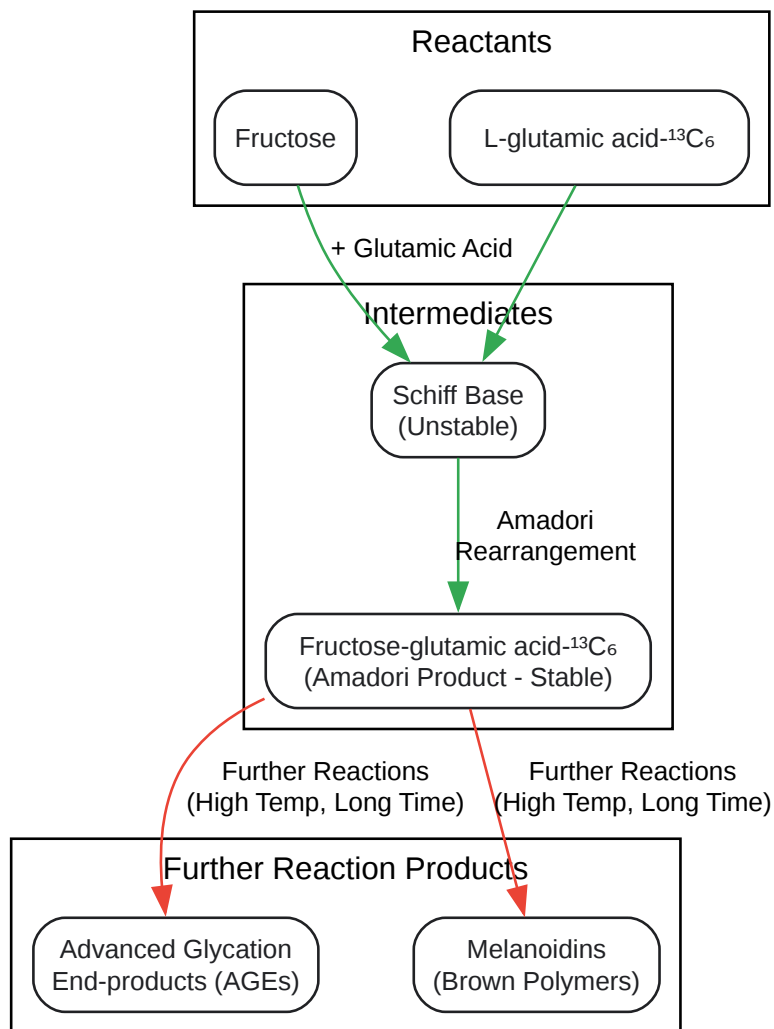 Reactants
Fructose
L-glutamic acid-¹³C₆
+ Glutamic Acid
Intermediates
Schiff Base
(Unstable)
Amadori
Rearrangement
Fructose-glutamic acid-¹³C₆
(Amadori Product - Stable)
Further Reactions
(High Temp, Long Time)
Further Reactions
(High Temp, Long Time)
Further Reaction Products
Advanced Glycation
End-products (AGEs)
Melanoidins
(Brown Polymers)